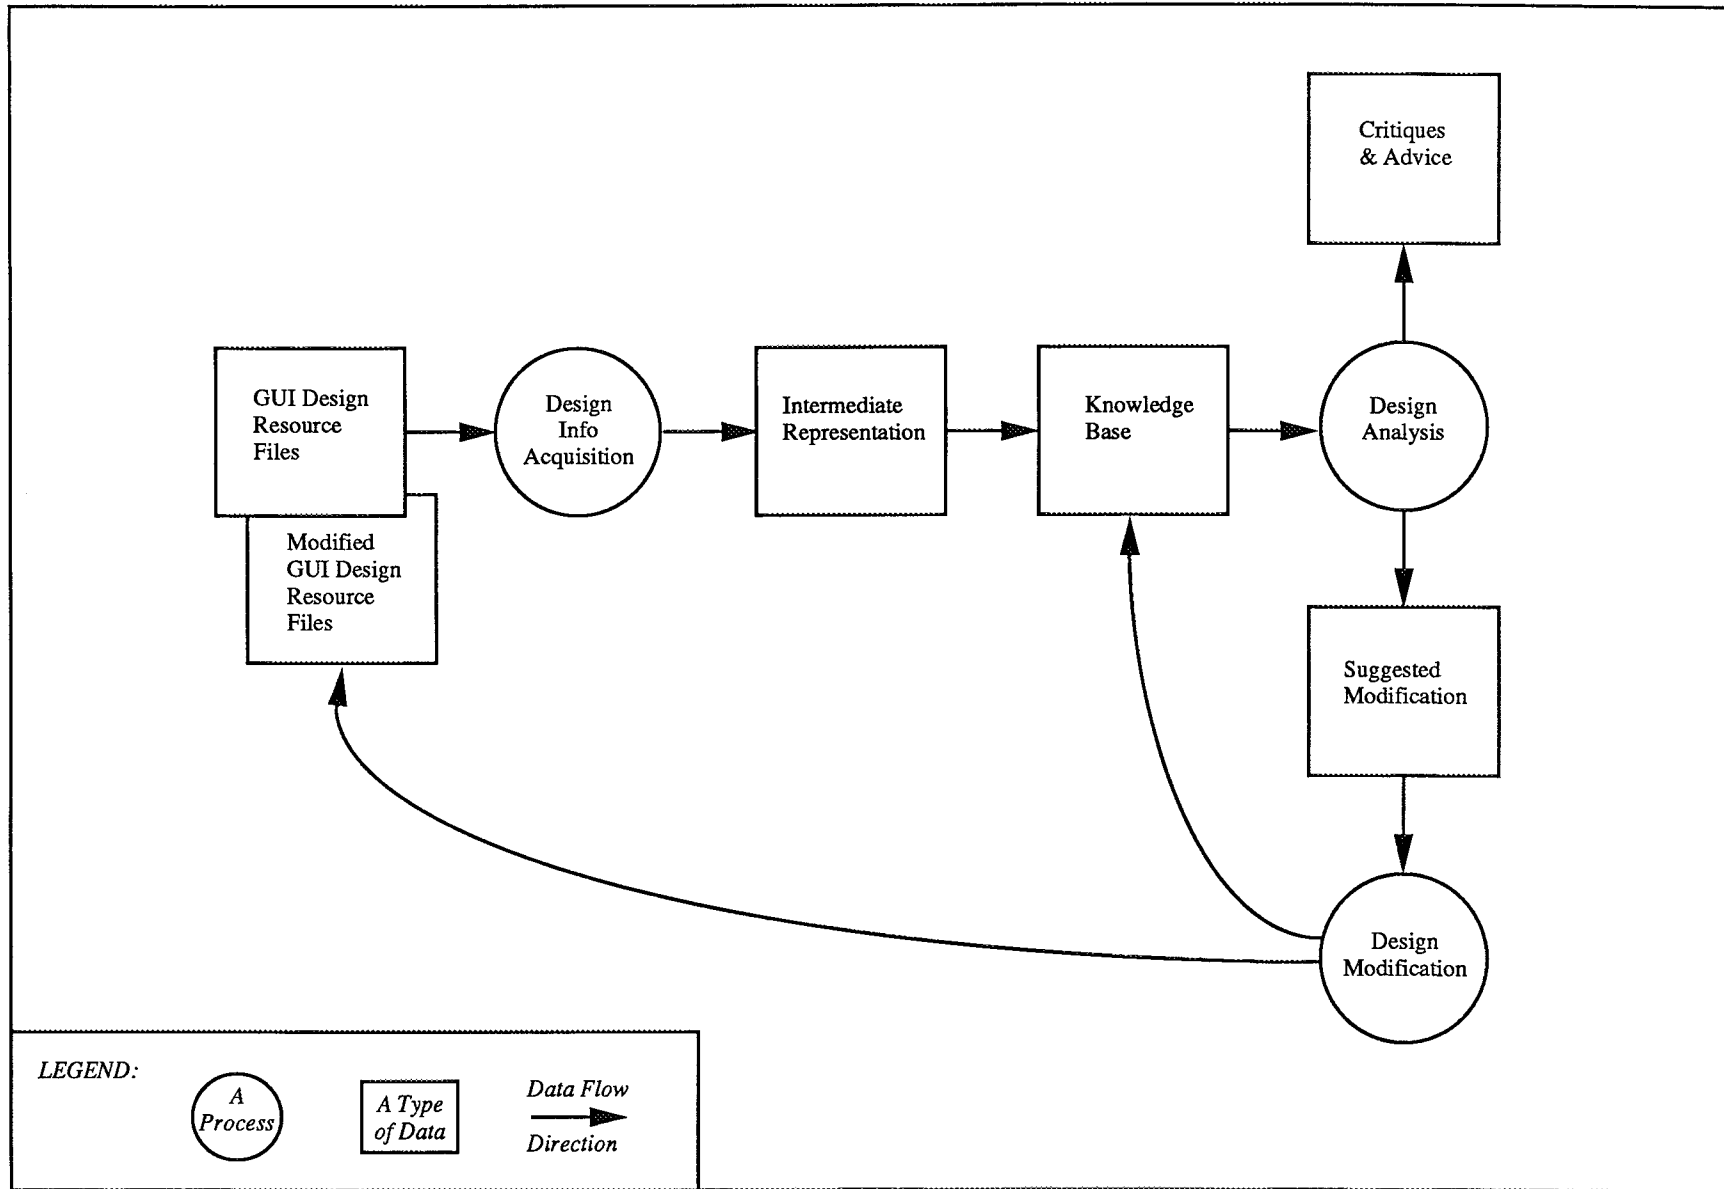 Critiques
& Advice
GUI Design
Resource
Files
Design
Info
Acquisition
Intermediate
Representation
Knowledge
Base
Design
Analysis
Modified
GUI Design
Resource
Files
Suggested
Modification
Design
Modification
LEGEND:
A
Process
A Type
of Data
Data Flow
Direction